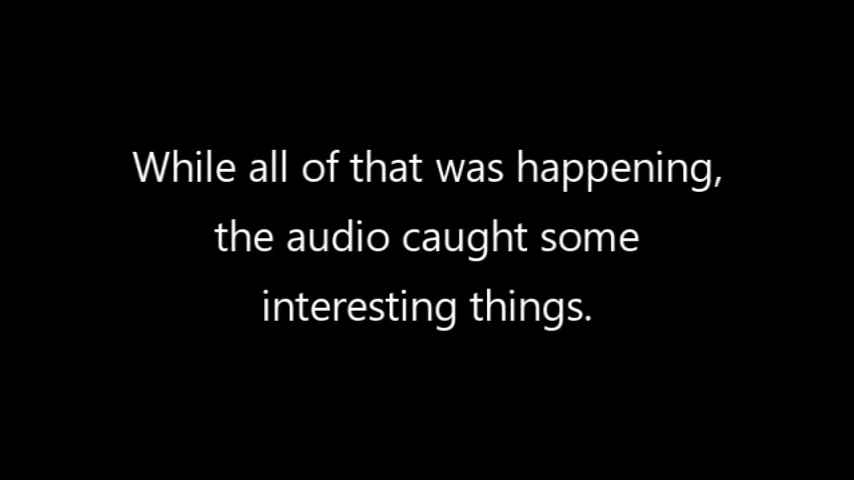 While all of that was happening,
the audio caught some
interesting things.